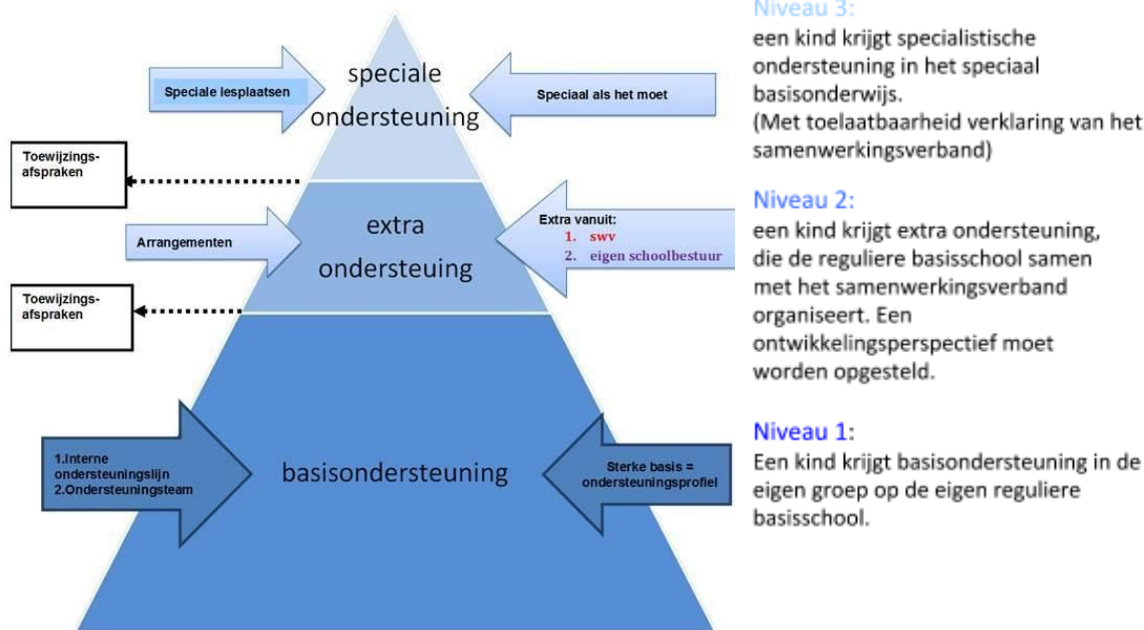 speciale
ondersteuning
Speciale lesplaatsen
Speciaal als het moet
Toewijzings-
afspraken
extra
ondersteuing
Arrangementen
Extra vanuit:
1. swv
2. eigen schoolbestuur
Toewijzings-
afspraken
basisondersteuning
1.Interne
ondersteuningslijn
2.Ondersteuningsteam
Sterke basis =
ondersteuningsprofiel
Niveau 3:
een kind krijgt specialistische
ondersteuning in het speciaal
basisonderwijs.
(Met toelaatbaarheid verklaring van het
samenwerkingsverband)
Niveau 2:
een kind krijgt extra ondersteuning,
die de reguliere basisschool samen
met het samenwerkingsverband
organiseert. Een
ontwikkelingsperspectief moet
worden opgesteld.
Niveau 1:
Een kind krijgt basisondersteuning in de
eigen groep op de eigen reguliere
basisschool.